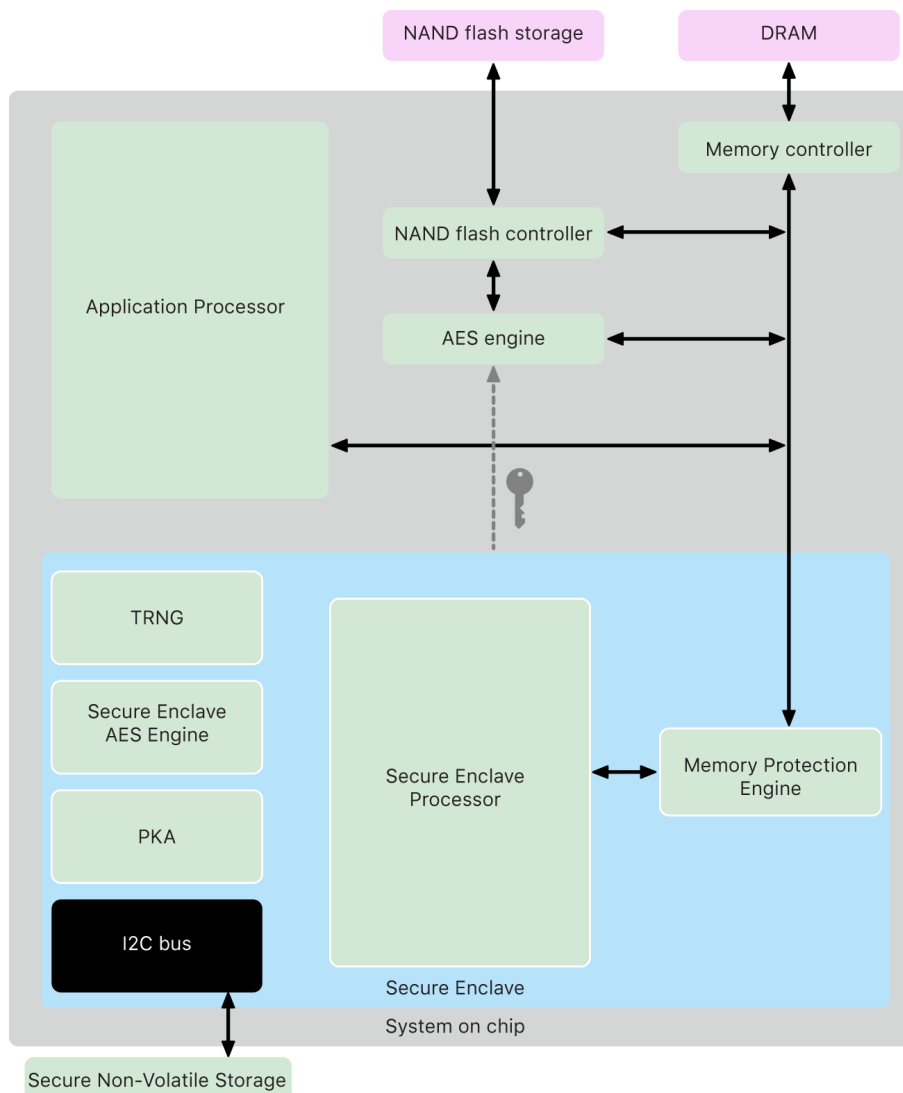 NAND flash storage
DRAM
Memory controller
NAND flash controller
Application Processor
AES engine
TRNG
Secure Enclave
AES Engine
Secure Enclave
Processor
Memory Protection
Engine
PKA
I2C bus
Secure Enclave
System on chip
Secure Non-Volatile Storage